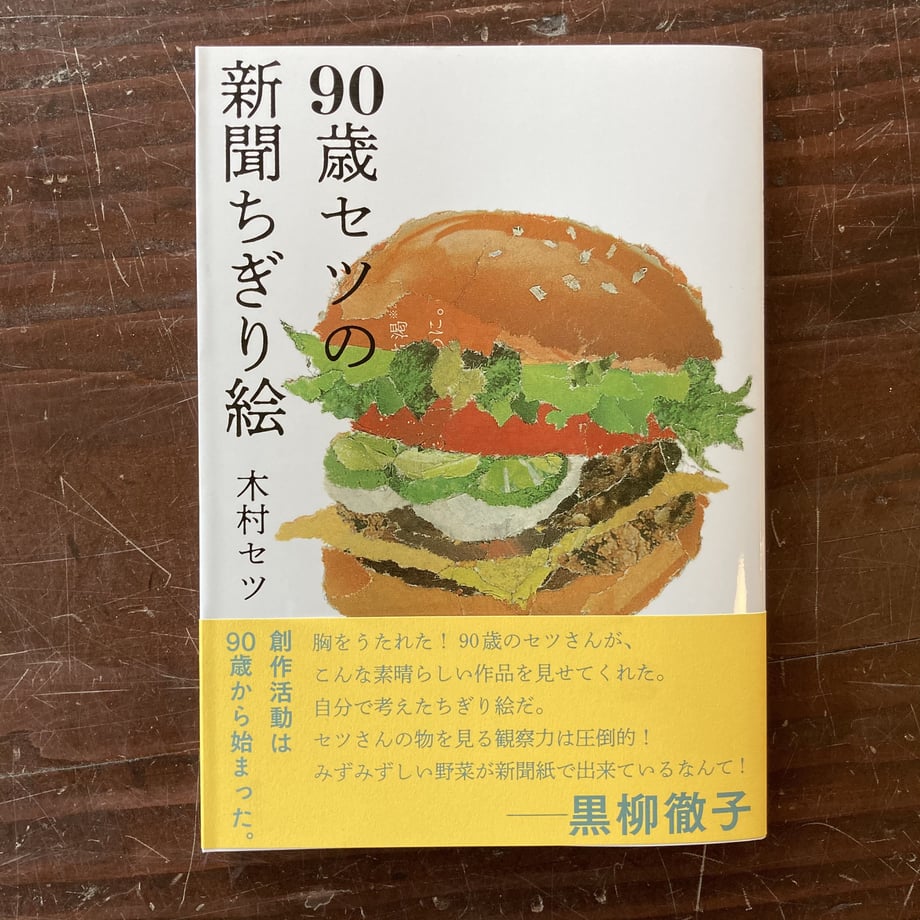 90歳セツの
新聞ちぎり絵
木村セツ
渇
に。
創作活動は
90歳から始まった。
胸をうたれた！90歳のセツさんが、
こんな素晴らしい作品を見せてくれた。
自分で考えたちぎり絵だ。
セツさんの物を見る観察力は圧倒的！
みずみずしい野菜が新聞紙で出来ているなんて！
——黒柳徹子